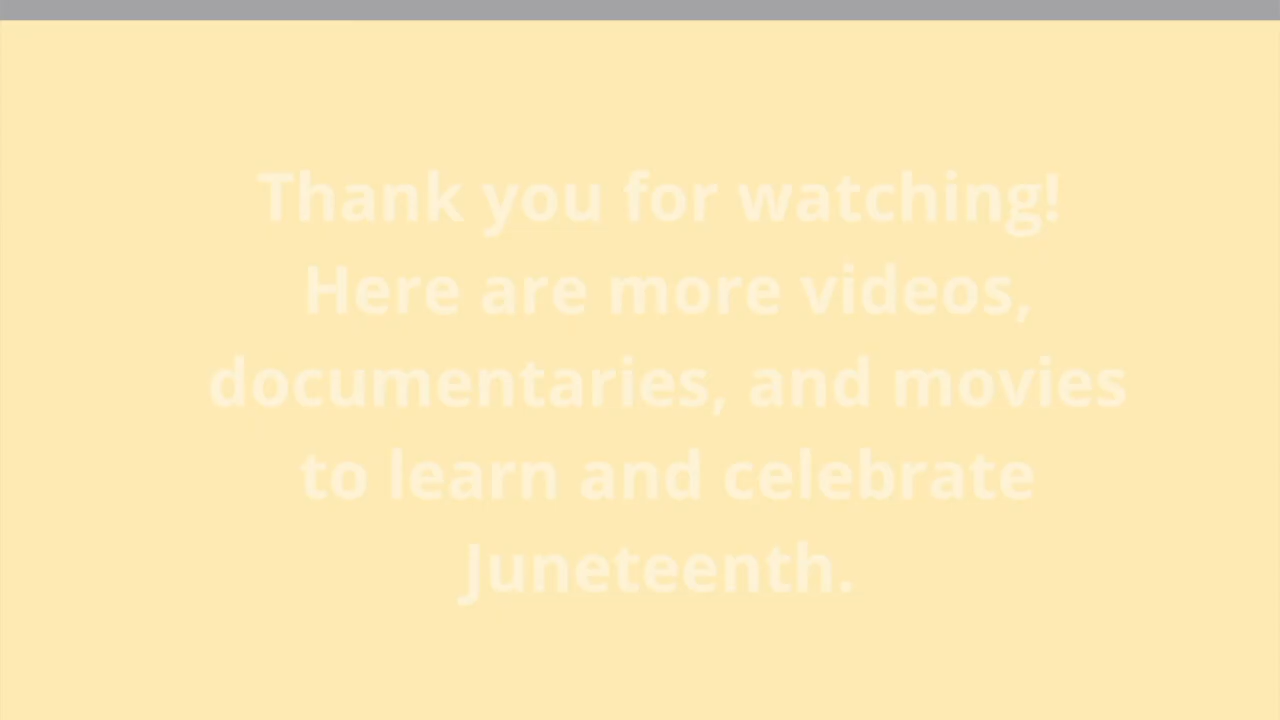 Thank you for watching!
Here are more videos,
documentaries, and movies
to learn and celebrate
Juneteenth.